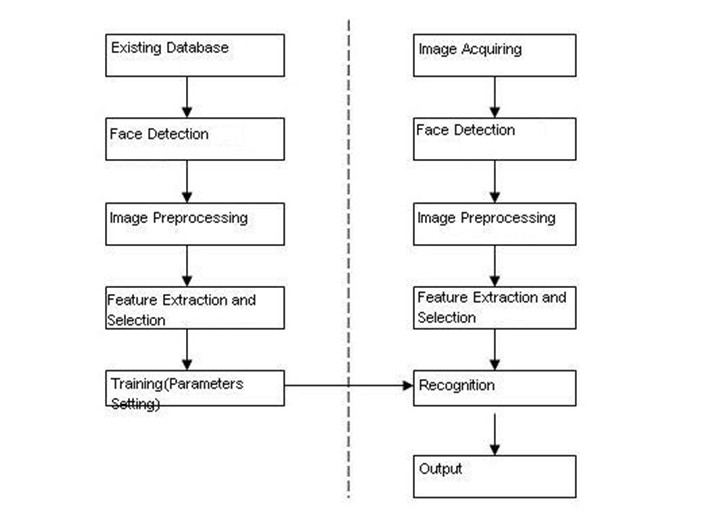 Existing Database
Face Detection
Image Preprocessing
Feature Extraction and
Selection
Training(Parameters
Setting)
Image Acquiring
Face Detection
Image Preprocessing
Feature Extraction and
Selection
Recognition
Output